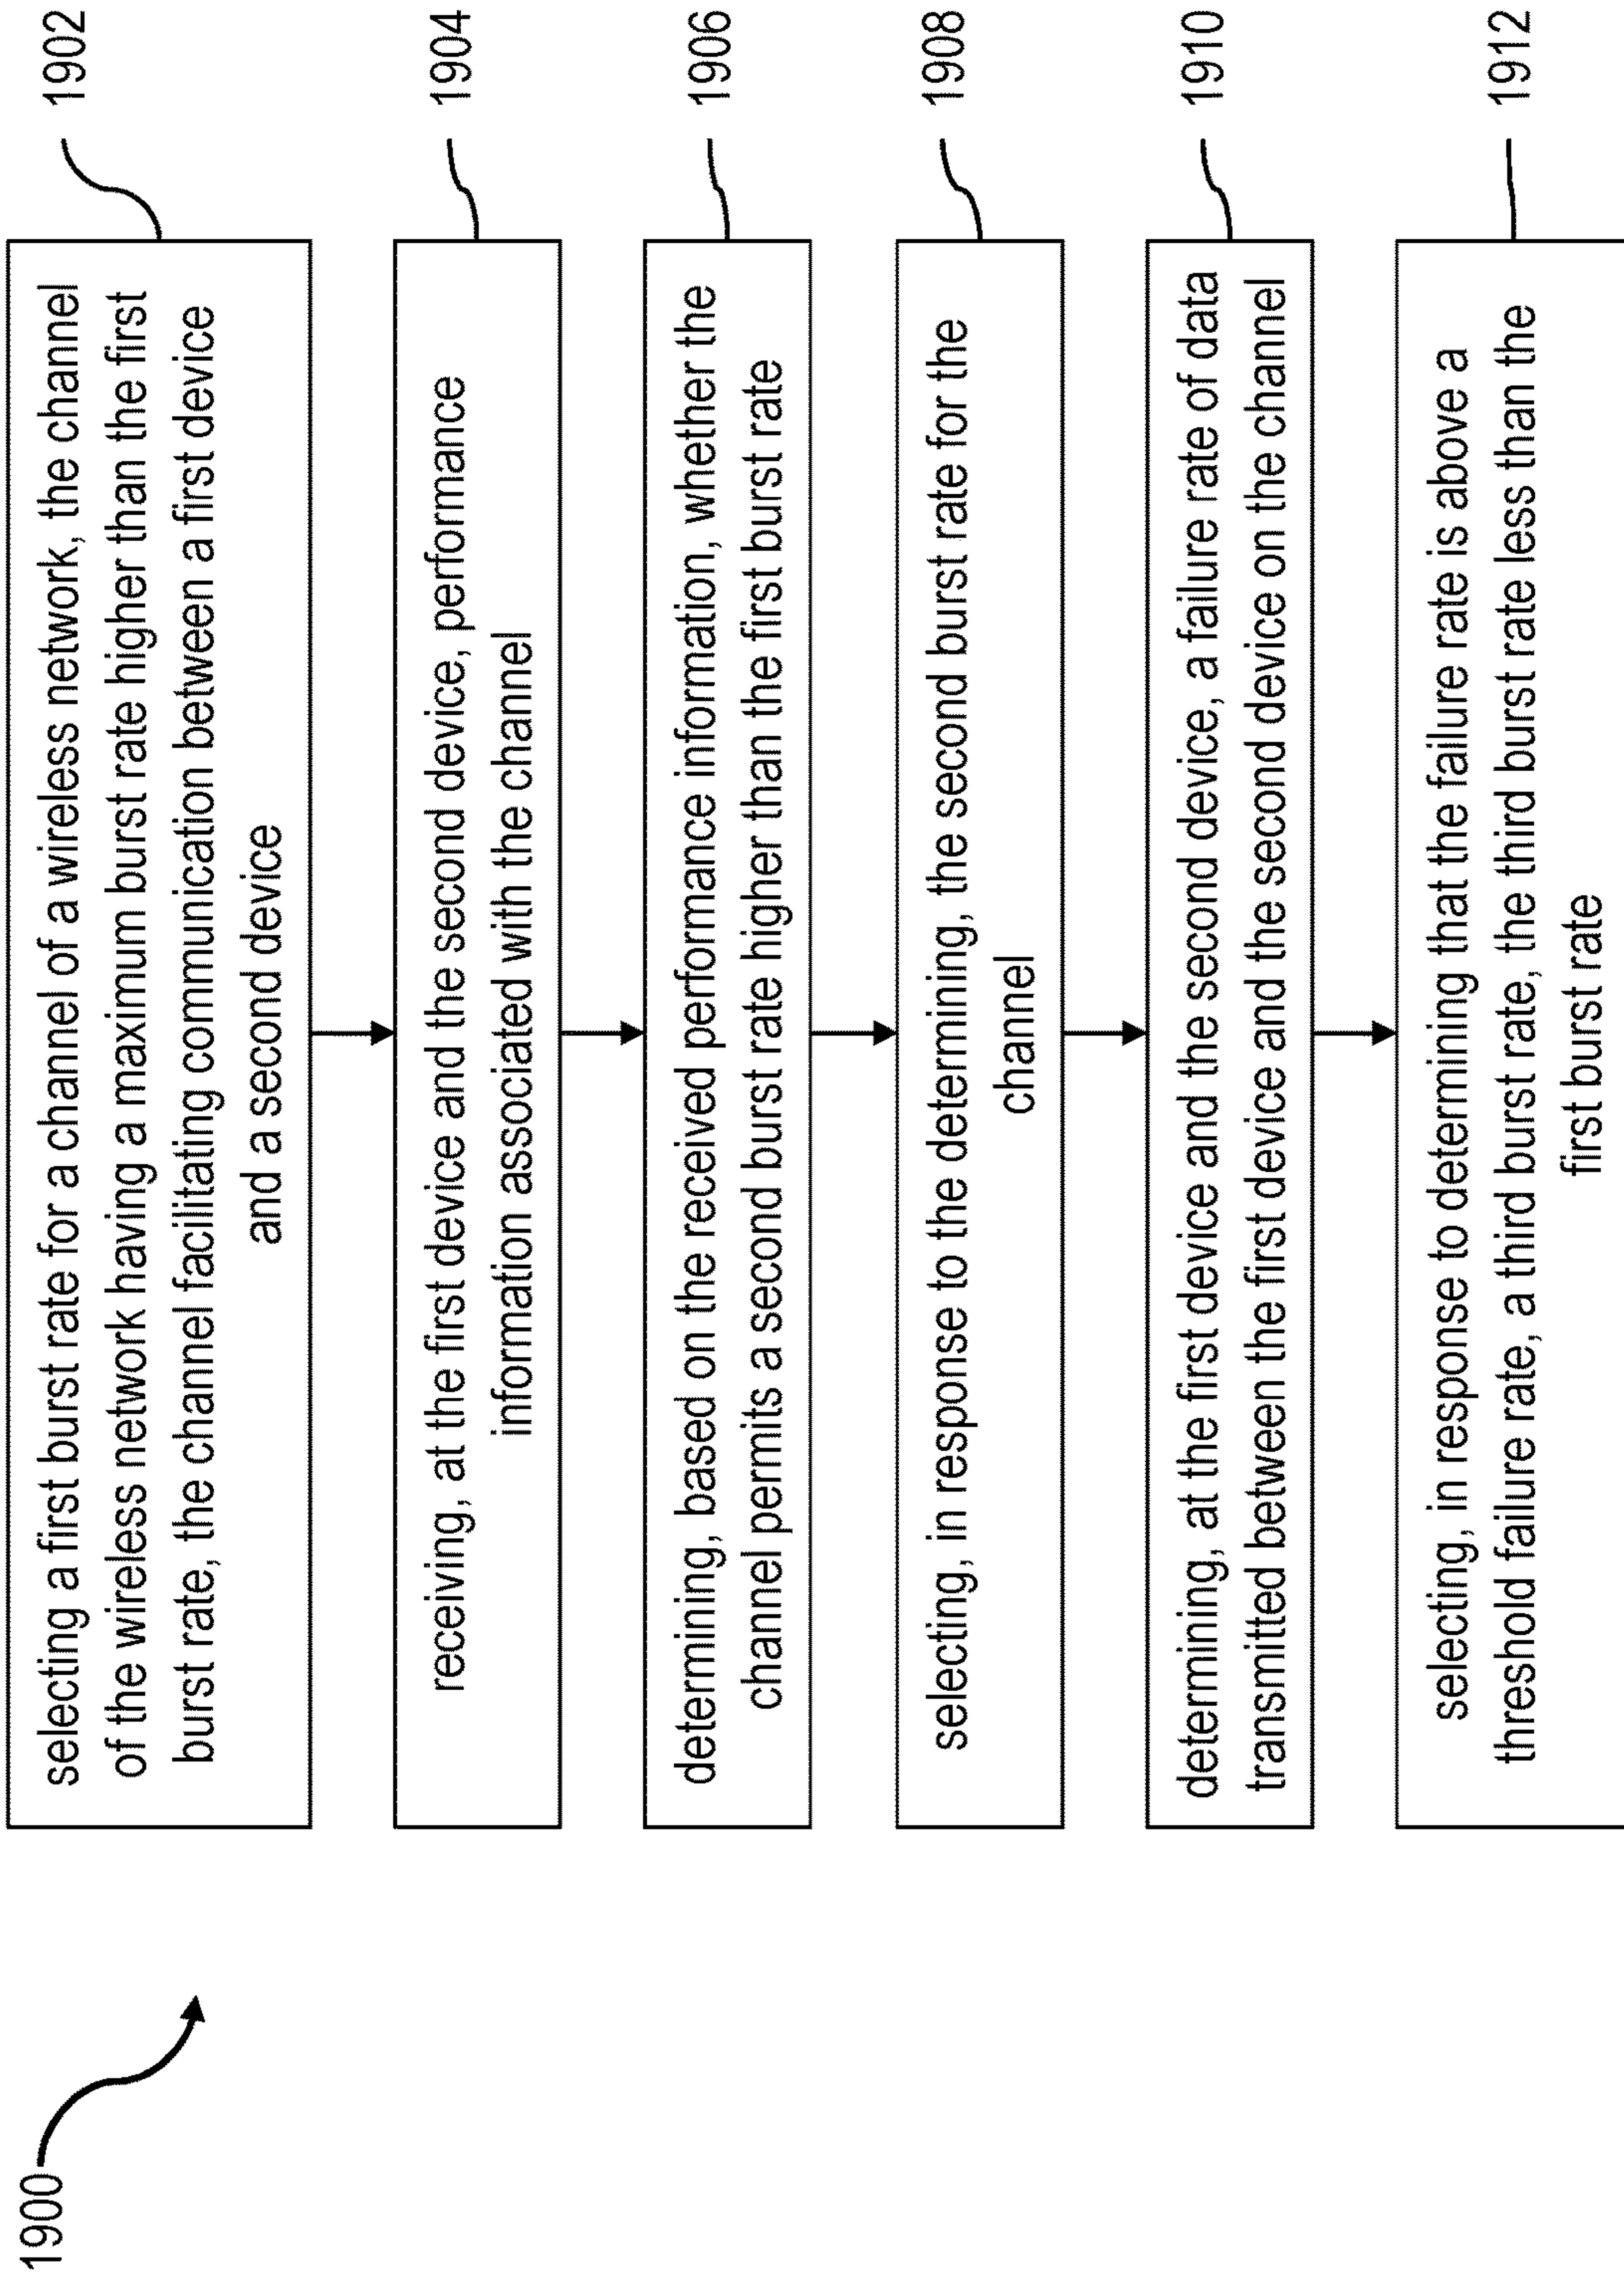 1900
selecting a first burst rate for a channel of a wireless network, the channel
of the wireless network having a maximum burst rate higher than the first
burst rate, the channel facilitating communication between a first device
and a second device
1902
receiving, at the first device and the second device, performance
information associated with the channel
1904
determining, based on the received performance information, whether the
channel permits a second burst rate higher than the first burst rate
1906
selecting, in response to the determining, the second burst rate for the
channel
1908
determining, at the first device and the second device, a failure rate of data
transmitted between the first device and the second device on the channel
1910
selecting, in response to determining that the failure rate is above a
threshold failure rate, a third burst rate, the third burst rate less than the
first burst rate
1912